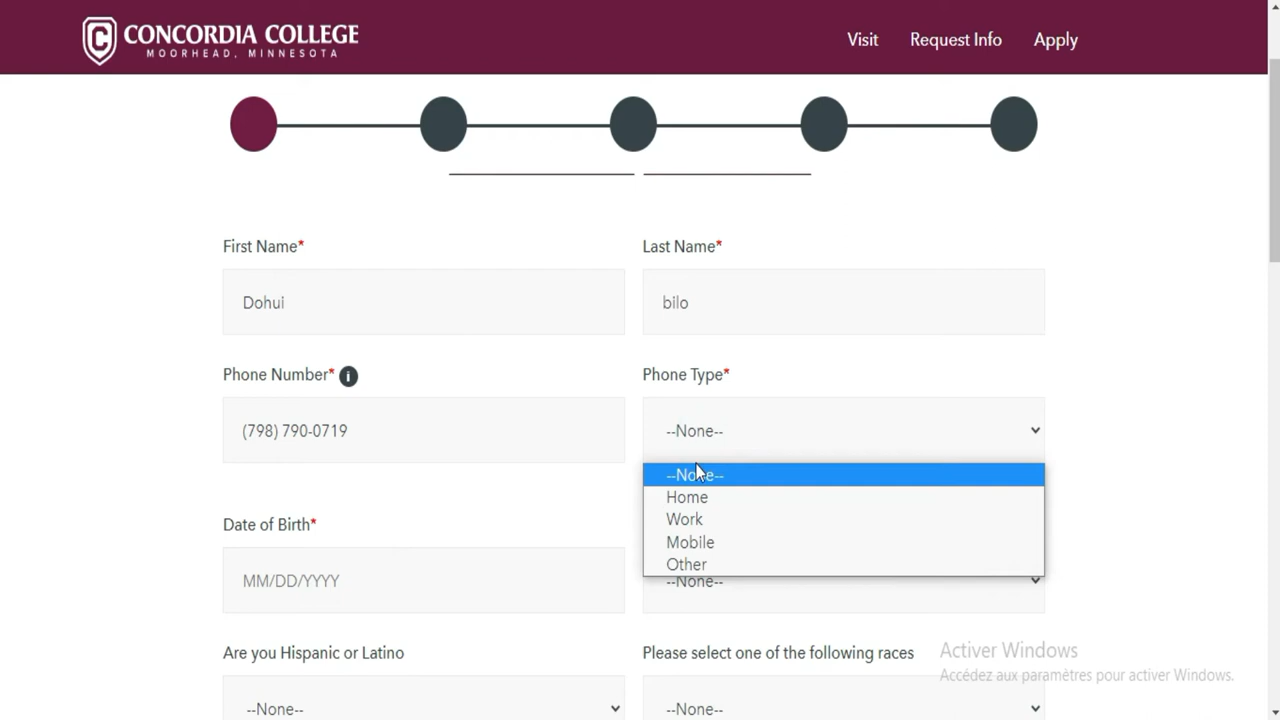 CONCORDIA COLLEGE
MOORHEAD, MINNESOTA
Visit
Request Info
Apply
First Name*
Last Name*
Dohui
bilo
Phone Number* i
Phone Type*
(798) 790-0719
--None--
--None--
Home
Work
Mobile
Other
Date of Birth*
MM/DD/YYYY
--None--
Are you Hispanic or Latino
Please select one of the following races
--None--
--None--
Activer Windows
Accédez aux paramètres pour activer Windows.